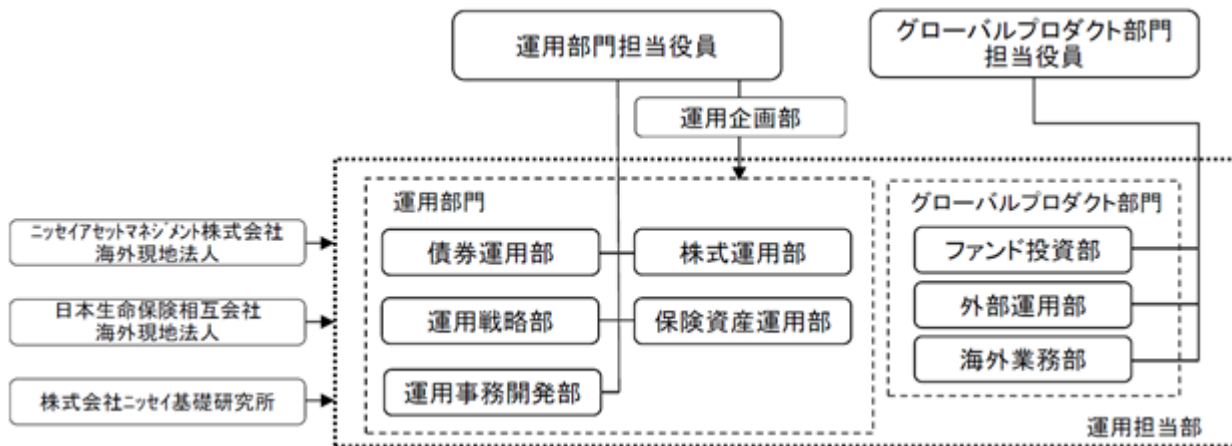 運用部門担当役員
グローバルプロダクト部門
担当役員
運用企画部
運用部門
グローバルプロダクト部門
ニッセイアセットマネジメント株式会社
海外現地法人
債券運用部
株式運用部
ファンド投資部
日本生命保険相互会社
海外現地法人
運用戦略部
保険資産運用部
外部運用部
海外業務部
株式会社ニッセイ基礎研究所
運用事務開発部
運用担当部